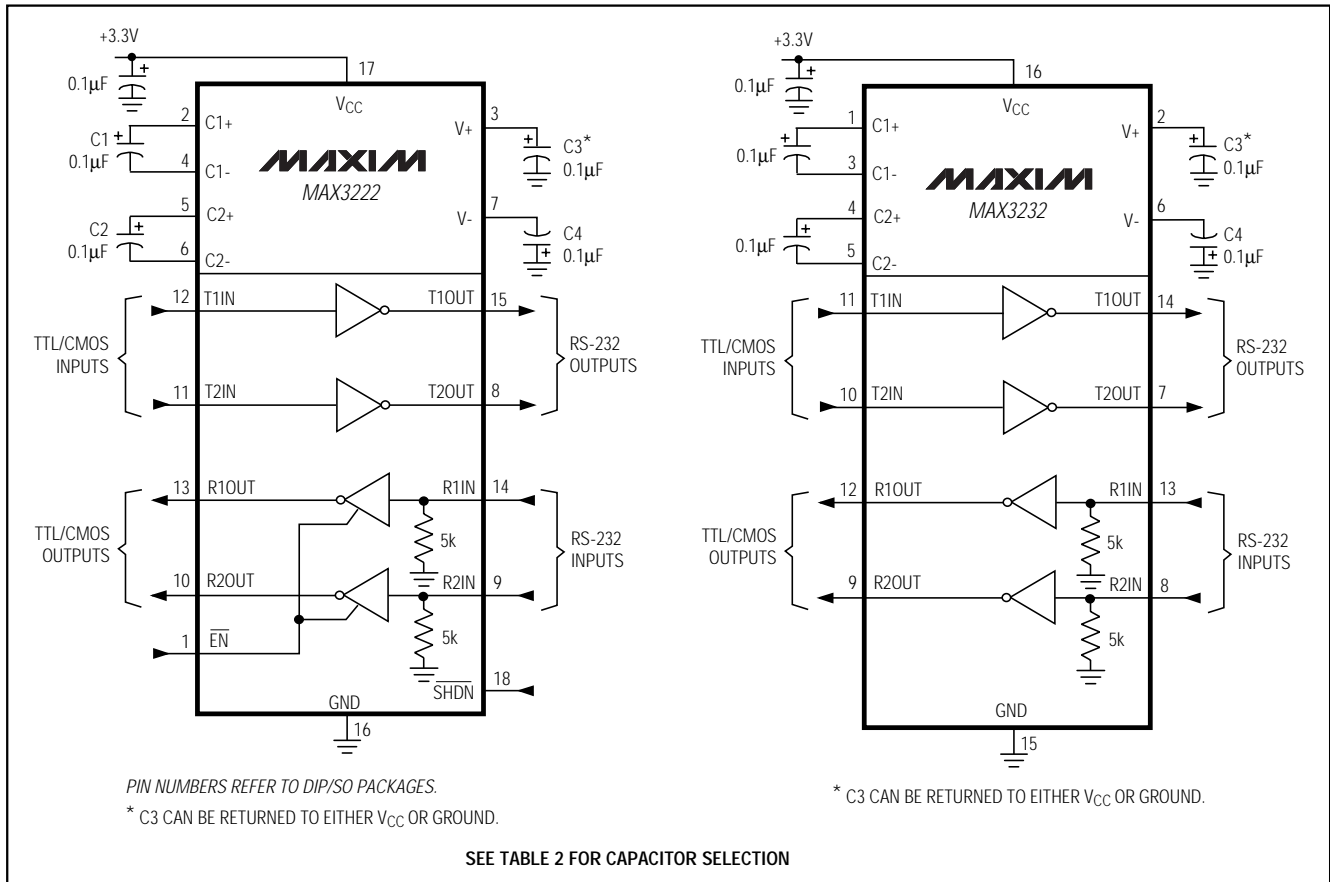 +3.3V
0.1µF
17
VCC
2
C1+
C1
0.1µF
4
C1-
5
C2+
C2
0.1µF
6
C2-
3
V+
C3*
0.1µF
7
V-
C4
0.1µF
MAXIM
MAX3222
12
T1IN
T1OUT
15
TTL/CMOS
INPUTS
RS-232
OUTPUTS
11
T2IN
T2OUT
8
13
R1OUT
R1IN
14
5k
TTL/CMOS
OUTPUTS
RS-232
INPUTS
10
R2OUT
R2IN
9
5k
1
EN
SHDN
18
GND
16
PIN NUMBERS REFER TO DIP/SO PACKAGES.
* C3 CAN BE RETURNED TO EITHER VCC OR GROUND.
+3.3V
0.1µF
16
VCC
1
C1+
0.1µF
3
C1-
4
C2+
0.1µF
5
C2-
2
V+
C3*
0.1µF
6
V-
C4
0.1µF
MAXIM
MAX3232
11
T1IN
T1OUT
14
TTL/CMOS
INPUTS
RS-232
OUTPUTS
10
T2IN
T2OUT
7
12
R1OUT
R1IN
13
5k
TTL/CMOS
OUTPUTS
RS-232
INPUTS
9
R2OUT
R2IN
8
5k
GND
15
* C3 CAN BE RETURNED TO EITHER VCC OR GROUND.
SEE TABLE 2 FOR CAPACITOR SELECTION